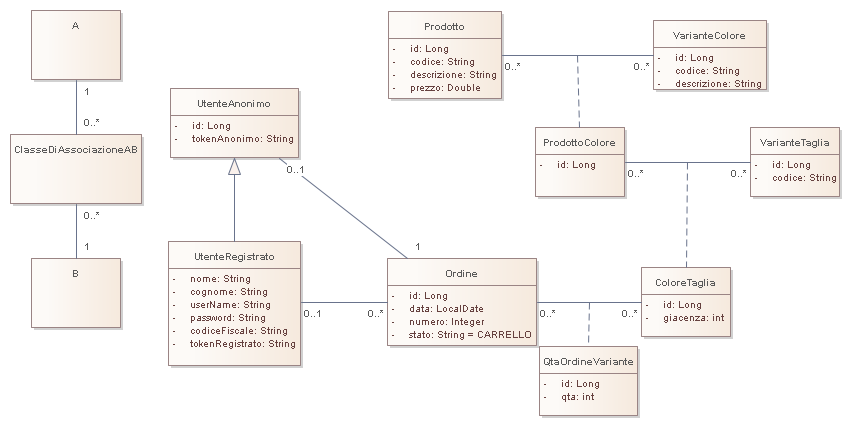 A
1
0..*
ClasseDiAssociazioneAB
0..*
1
B
UtenteAnonimo
- id: Long
- tokenAnonimo: String
0..1
1
UtenteRegistrato
- nome: String
- cognome: String
- userName: String
- password: String
- codiceFiscale: String
- tokenRegistrato: String
0..1
0..*
Ordine
- id: Long
- data: LocalDate
- numero: Integer
- stato: String = CARRELLO
0..*
0..*
QtaOrdineVariante
- id: Long
- qta: int
Prodotto
- id: Long
- codice: String
- descrizione: String
- prezzo: Double
0..*
0..*
VarianteColore
- id: Long
- codice: String
- descrizione: String
ProdottoColore
- id: Long
0..*
0..*
VarianteTaglia
- id: Long
- codice: String
ColoreTaglia
- id: Long
- giacenza: int